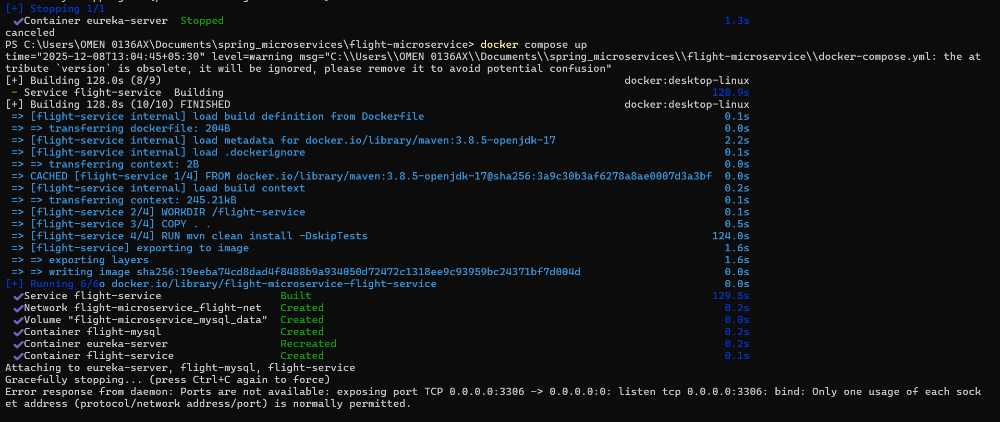 [+] Stopping 1/1
✔Container eureka-server  Stopped  1.3s
canceled
PS C:\Users\OMEN 0136AX\Documents\spring_microservices\flight-microservice> docker compose up
time="2025-12-08T13:04:45+05:30" level=warning msg="C:\\Users\\OMEN 0136AX\\Documents\\spring_microservices\\flight-microservice\\docker-compose.yml: the at
tribute `version` is obsolete, it will be ignored, please remove it to avoid potential confusion"
[+] Building 128.0s (8/9)  docker:desktop-linux
- Service flight-service  Building  128.9s
[+] Building 128.8s (10/10) FINISHED  docker:desktop-linux
=> [flight-service internal] load build definition from Dockerfile  0.1s
=> => transferring dockerfile: 204B  0.0s
=> [flight-service internal] load metadata for docker.io/library/maven:3.8.5-openjdk-17  2.2s
=> [flight-service internal] load .dockerignore  0.1s
=> => transferring context: 2B  0.0s
=> CACHED [flight-service 1/4] FROM docker.io/library/maven:3.8.5-openjdk-17@sha256:3a9c30b3af6278a8ae0007d3a3bf  0.0s
=> [flight-service internal] load build context  0.2s
=> => transferring context: 245.21kB  0.1s
=> [flight-service 2/4] WORKDIR /flight-service  0.1s
=> [flight-service 3/4] COPY . .  0.5s
=> [flight-service 4/4] RUN mvn clean install -DskipTests  124.0s
=> [flight-service] exporting to image  1.6s
=> => exporting layers  1.6s
=> => writing image sha256:19eeba74cd8dad4f8488b9a934050d72472c1318ee9c93959bc24371bf7d004d  0.0s
[+] Running 6/6o docker.io/library/flight-microservice-flight-service  0.0s
✔Service flight-service  Built  129.5s
✔Network flight-microservice_flight-net  Created  0.2s
✔Volume "flight-microservice_mysql_data"  Created  0.0s
✔Container flight-mysql  Created  0.2s
✔Container eureka-server  Recreated  0.2s
✔Container flight-service  Created  0.1s
Attaching to eureka-server, flight-mysql, flight-service
Gracefully stopping... (press Ctrl+C again to force)
Error response from daemon: Ports are not available: exposing port TCP 0.0.0.0:3306 -> 0.0.0.0:0: listen tcp 0.0.0.0:3306: bind: Only one usage of each sock
et address (protocol/network address/port) is normally permitted.